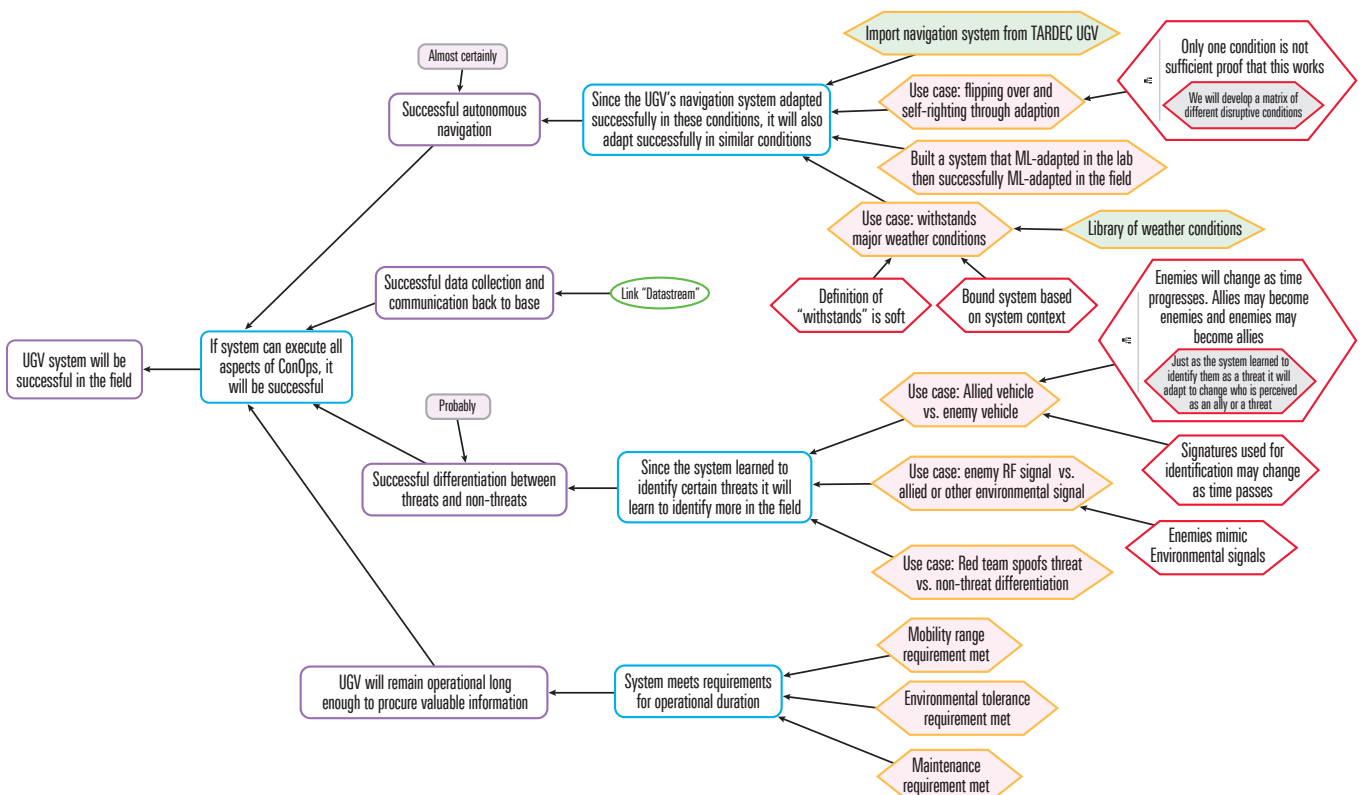 Import navigation system from TARDEC UGV
Only one condition is not
sufficient proof that this works
We will develop a matrix of
different disruptive conditions
Almost certainly
Successful autonomous
navigation
Since the UGV's navigation system adapted
successfully in these conditions, it will also
adapt successfully in similar conditions
Use case: flipping over and
self-righting through adaption
Built a system that ML-adapted in the lab
then successfully ML-adapted in the field
Use case: withstands
major weather conditions
Library of weather conditions
Definition of
"withstands" is soft
Bound system based
on system context
Successful data collection and
communication back to base
Link "Datastream"
Enemies will change as time
progresses. Allies may become
enemies and enemies may
become allies
Just as the system learned to
identify them as a threat it will
adapt to change who is perceived
as an ally or a threat
UGV system will be
successful in the field
If system can execute all
aspects of ConOps, it
will be successful
Probably
Successful differentiation between
threats and non-threats
Since the system learned to
identify certain threats it will
learn to identify more in the field
Use case: Allied vehicle
vs. enemy vehicle
Signatures used for
identification may change
as time passes
Use case: enemy RF signal vs.
allied or other environmental signal
Enemies mimic
Environmental signals
Use case: Red team spoofs threat
vs. non-threat differentiation
UGV will remain operational long
enough to procure valuable information
System meets requirements
for operational duration
Mobility range
requirement met
Environmental tolerance
requirement met
Maintenance
requirement met